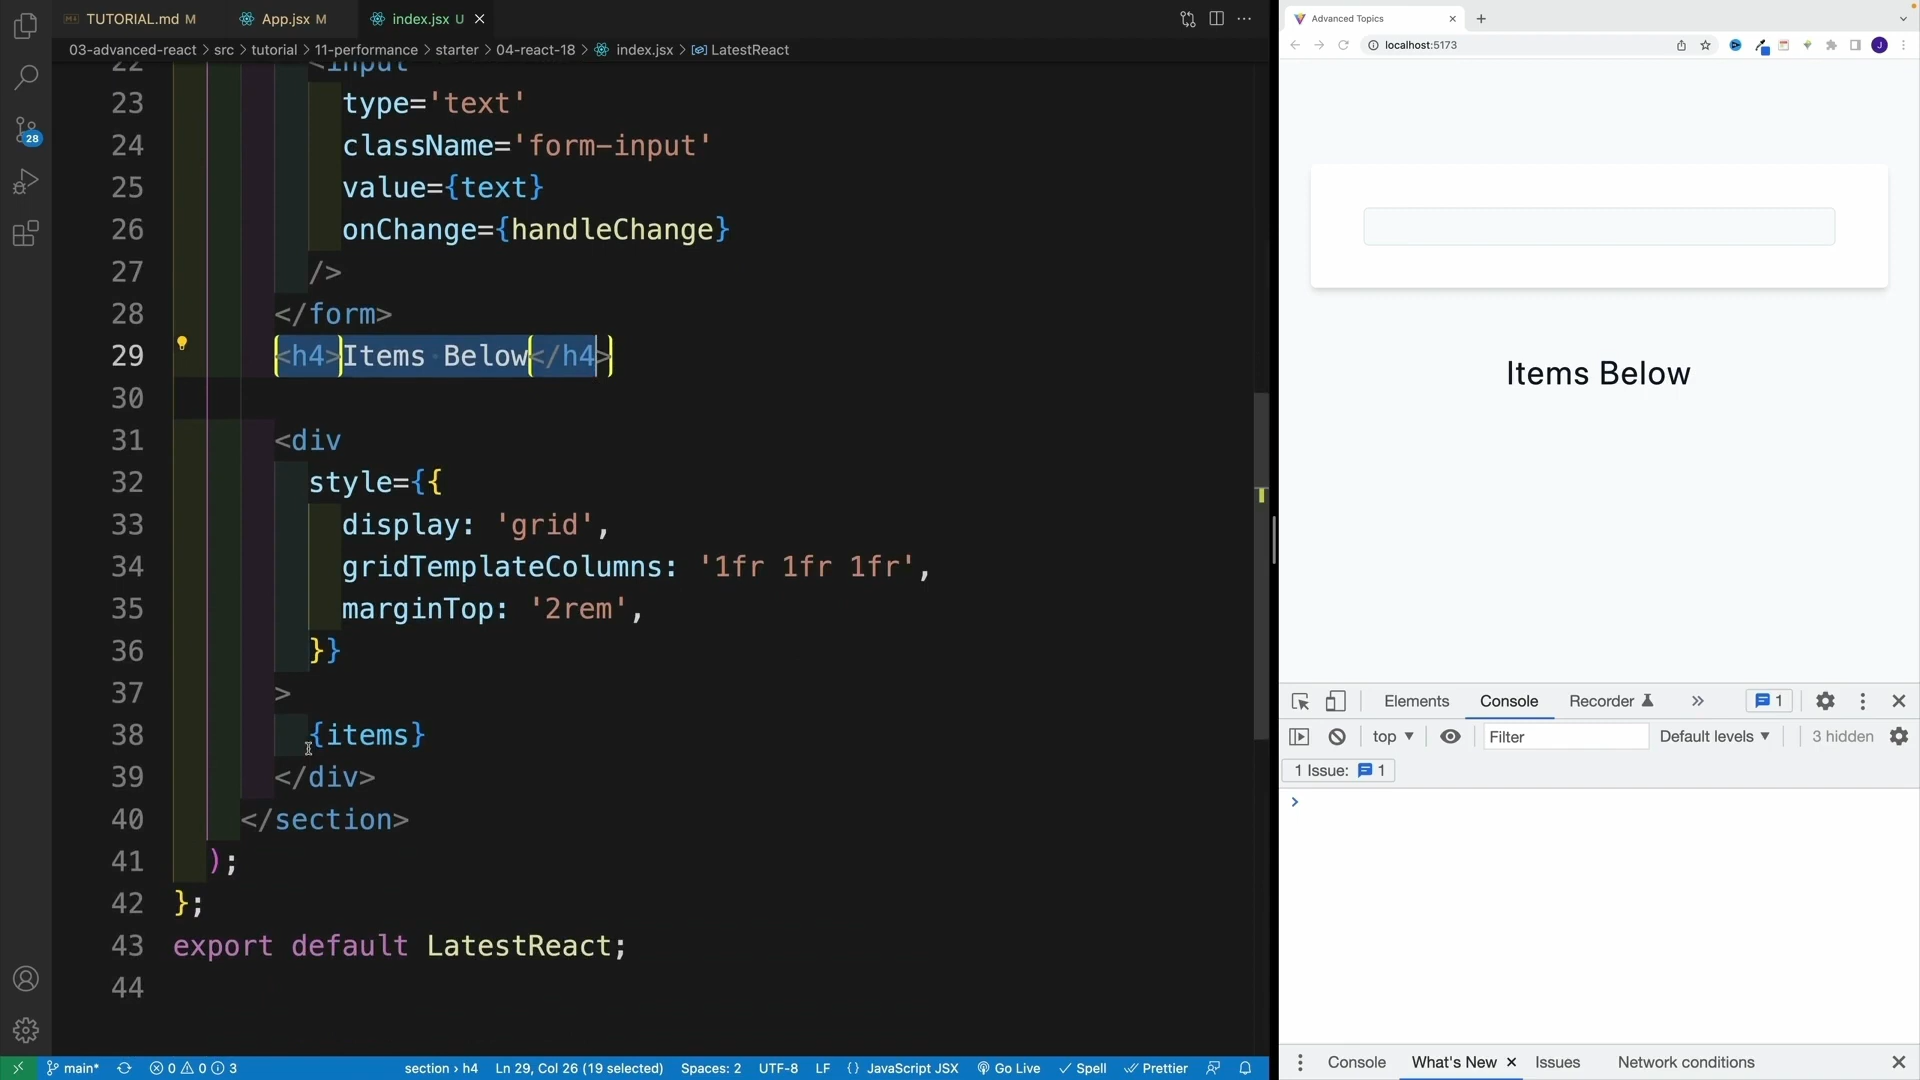 TUTORIAL.md M
App.jsx M
index.jsx U
03-advanced-react > src > tutorial > 11-performance > starter > 04-react-18 > index.jsx > LatestReact
22 <input
23 type='text'
24 className='form-input'
25 value={text}
26 onChange={handleChange}
27 />
28 </form>
29 <h4>Items Below</h4>
30
31 <div
32 style={{
33 display: 'grid',
34 gridTemplateColumns: '1fr 1fr 1fr',
35 marginTop: '2rem',
36 }}
37 >
38 {items}
39 </div>
40 </section>
41 );
42 };
43 export default LatestReact;
44
28
main*
0 0 3
section › h4
Ln 29, Col 26 (19 selected)
Spaces: 2
UTF-8
LF
{} JavaScript JSX
Go Live
Spell
Prettier
Advanced Topics
localhost:5173
J
Items Below
Elements
Console
Recorder
1
top
Filter
Default levels
3 hidden
1 Issue: 1
Console
What's New
Issues
Network conditions